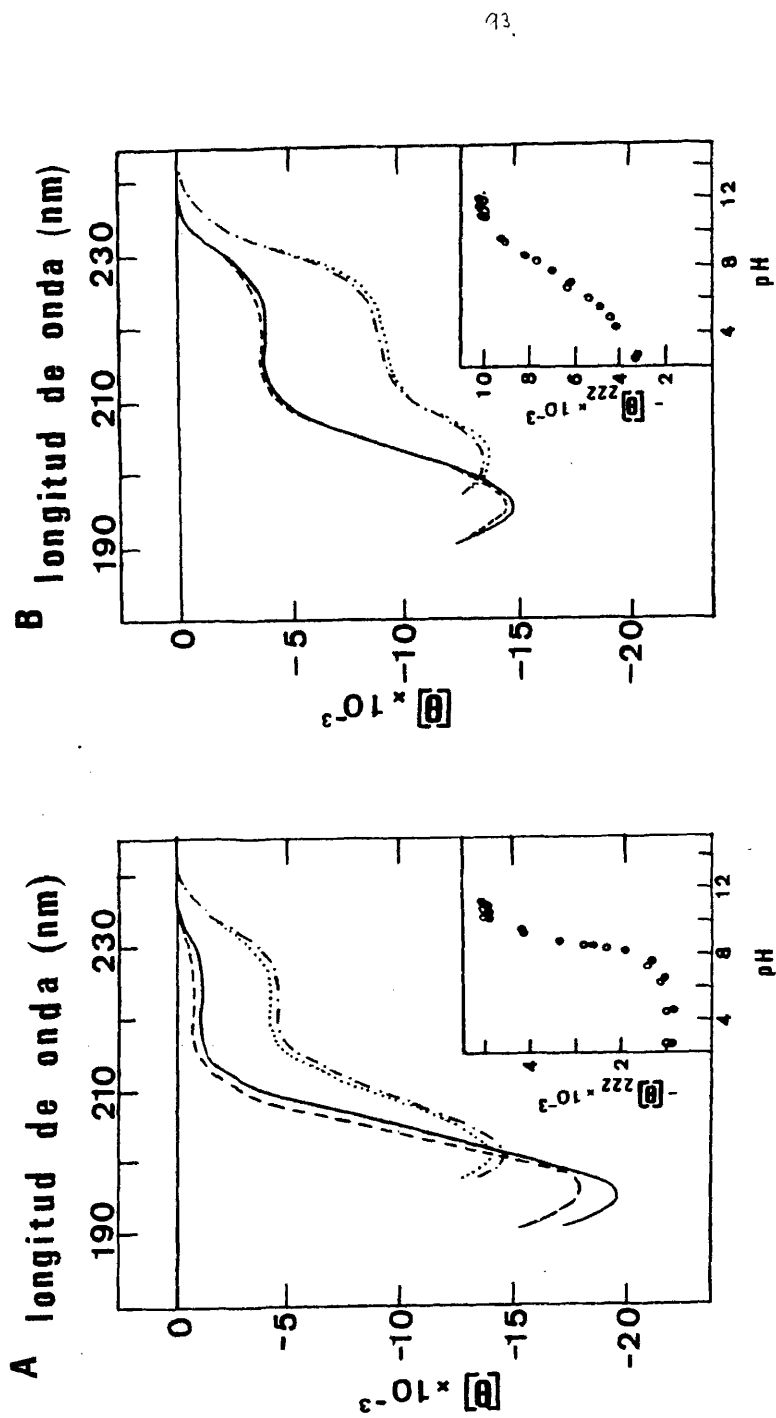 93.
A longitud de onda (nm)
190 210 230
0
-5
-10
-15
-20
[θ] × 10⁻³
-[θ]222 × 10⁻³
2
4
4 8 12
pH
B longitud de onda (nm)
190 210 230
0
-5
-10
-15
-20
[θ] × 10⁻³
-[θ]222 × 10⁻³
2
4
6
8
10
4 8 12
pH